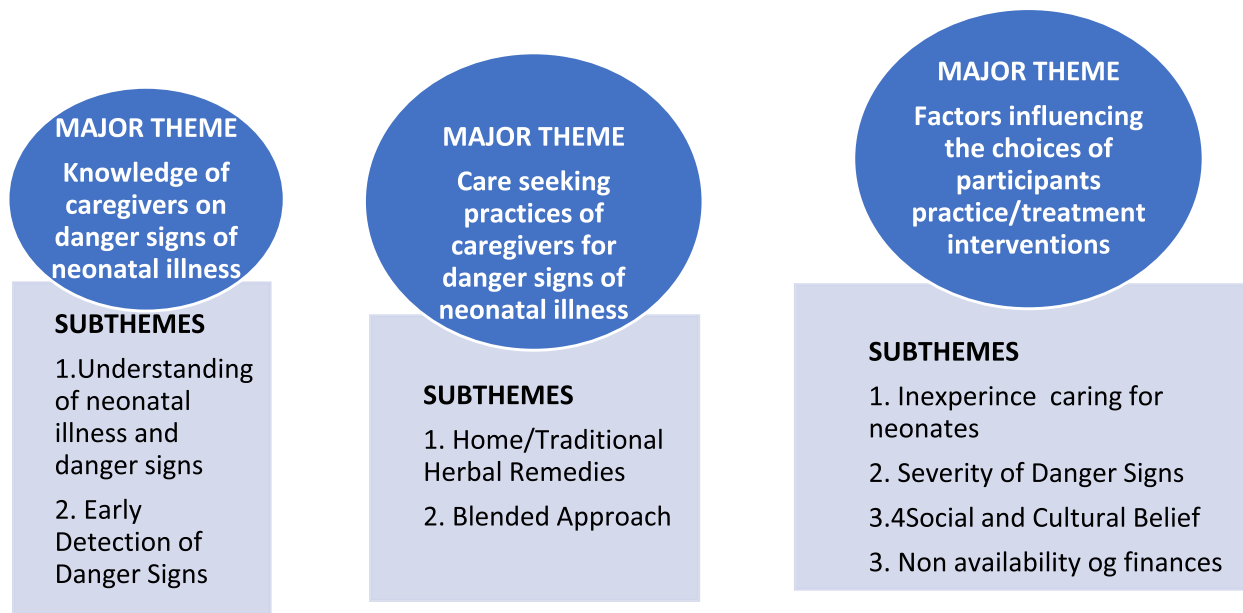 MAJOR THEME
Knowledge of
caregivers on
danger signs of
neonatal illness
SUBTHEMES
1.Understanding
of neonatal
illness and
danger signs
2. Early
Detection of
Danger Signs
MAJOR THEME
Care seeking
practices of
caregivers for
danger signs of
neonatal illness
SUBTHEMES
1. Home/Traditional
Herbal Remedies
2. Blended Approach
MAJOR THEME
Factors influencing
the choices of
participants
practice/treatment
interventions
SUBTHEMES
1. Inexperince  caring for
neonates
2. Severity of Danger Signs
3.4Social and Cultural Belief
3. Non availability og finances